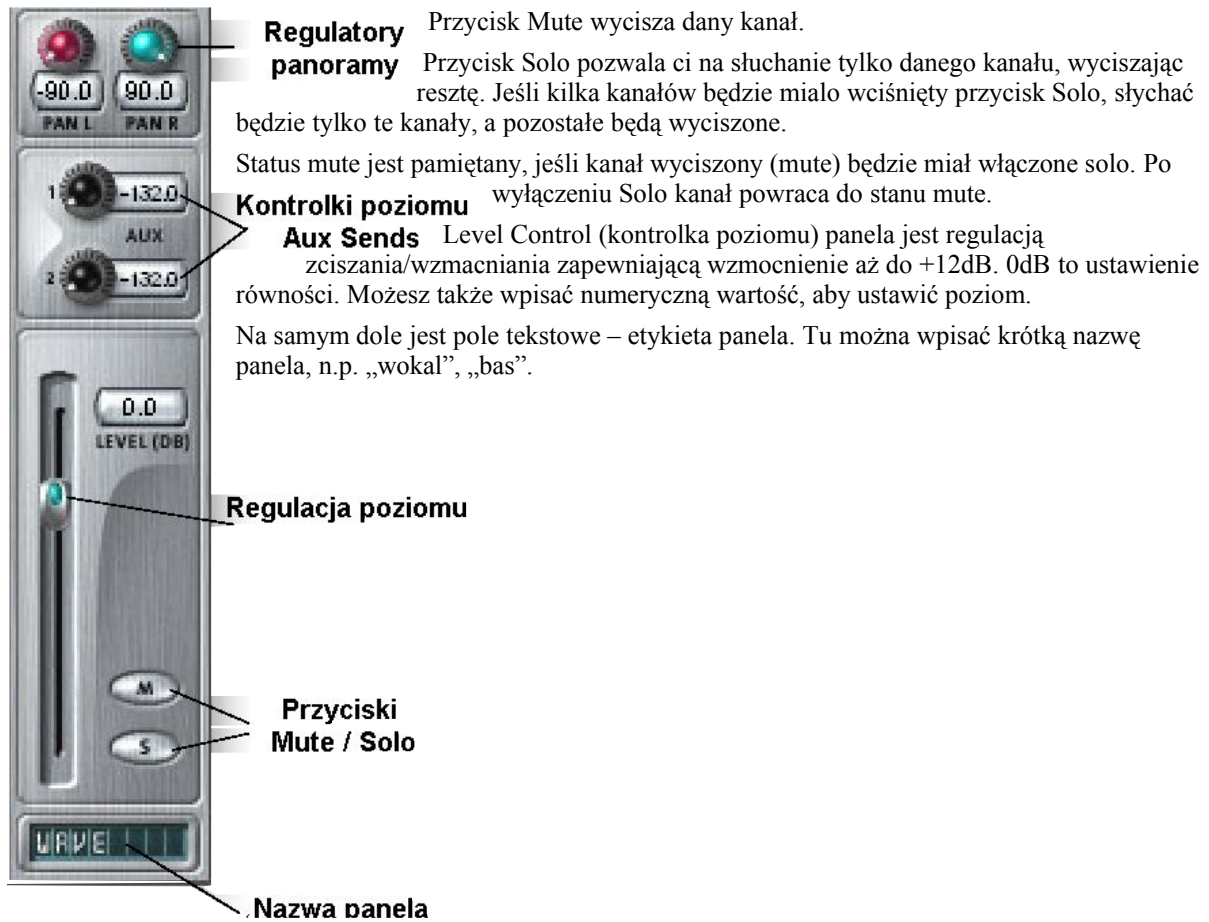 Regulatory
panoramy
Przycisk Mute wycisza dany kanał.
Przycisk Solo pozwala ci na słuchanie tylko danego kanału, wyciszając
resztę. Jeśli kilka kanałów będzie mialo wciśnięty przycisk Solo, słychać
będzie tylko te kanały, a pozostałe będą wyciszone.
Status mute jest pamiętany, jeśli kanał wyciszony (mute) będzie miał włączone solo. Po
wyłączeniu Solo kanał powraca do stanu mute.
Kontrolki poziomu
Aux Sends
Level Control (kontrolka poziomu) panela jest regulacją
zciszania/wzmacniania zapewniającą wzmocnienie aż do +12dB. 0dB to ustawienie
równości. Możesz także wpisać numeryczną wartość, aby ustawić poziom.
Na samym dole jest pole tekstowe – etykieta panela. Tu można wpisać krótką nazwę
panela, n.p. „wokal”, „bas”.
-90.0 90.0
PAN L PAN R
1 -132.0
AUX
2 -132.0
0.0
LEVEL (DB)
Regulacja poziomu
M
S
Przyciski
Mute / Solo
WAVE
Nazwa panela